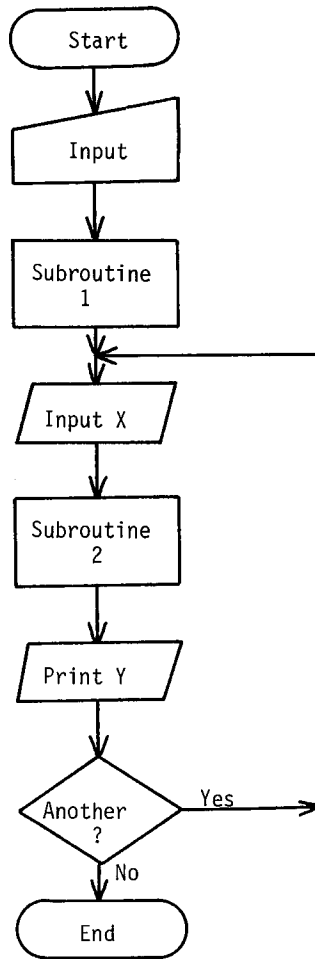 Start
Input
Subroutine
1
Input X
Subroutine
2
Print Y
Another
?
Yes
No
End